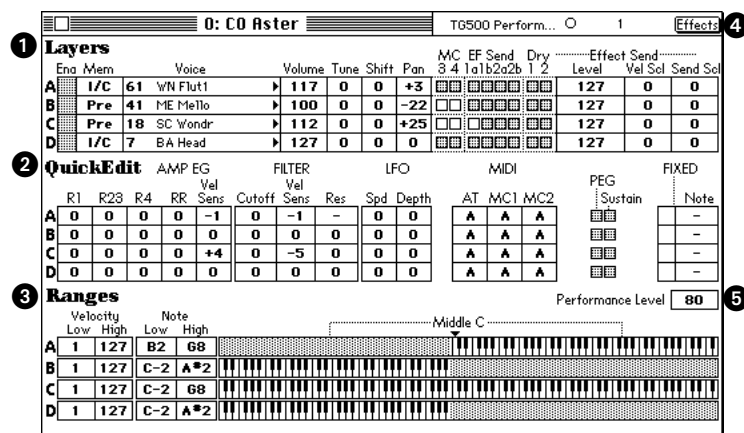 0: CO Aster TG500 Perform... 1 Effects 4
1 Layers
MC EF Send Dry Effect Send
Ena Mem Voice Volume Tune Shift Pan 3 4 1a1b2a2b 1 2 Level Vel Scl Send Scl
A I/C 61 WN Flut1 117 0 0 +3 127 0 0
B Pre 41 ME Mello 100 0 0 -22 127 0 0
C Pre 18 SC Wondr 112 0 0 +25 127 0 0
D I/C 7 BA Head 127 0 0 0 127 0 0
2 QuickEdit AMP EG FILTER LFO MIDI PEG FIXED
Vel Vel
R1 R23 R4 RR Sens Cutoff Sens Res Spd Depth AT MC1 MC2 Sustain Note
A 0 0 0 0 -1 0 -1 - 0 0 A A A -
B 0 0 0 0 0 0 0 0 0 0 A A A -
C 0 0 0 0 +4 0 -5 0 0 0 A A A -
D 0 0 0 0 0 0 0 0 0 0 A A A -
3 Ranges Performance Level 80 5
Velocity Note Middle C
Low High Low High
A 1 127 B2 G8
B 1 127 C-2 A#2
C 1 127 C-2 G8
D 1 127 C-2 A#2